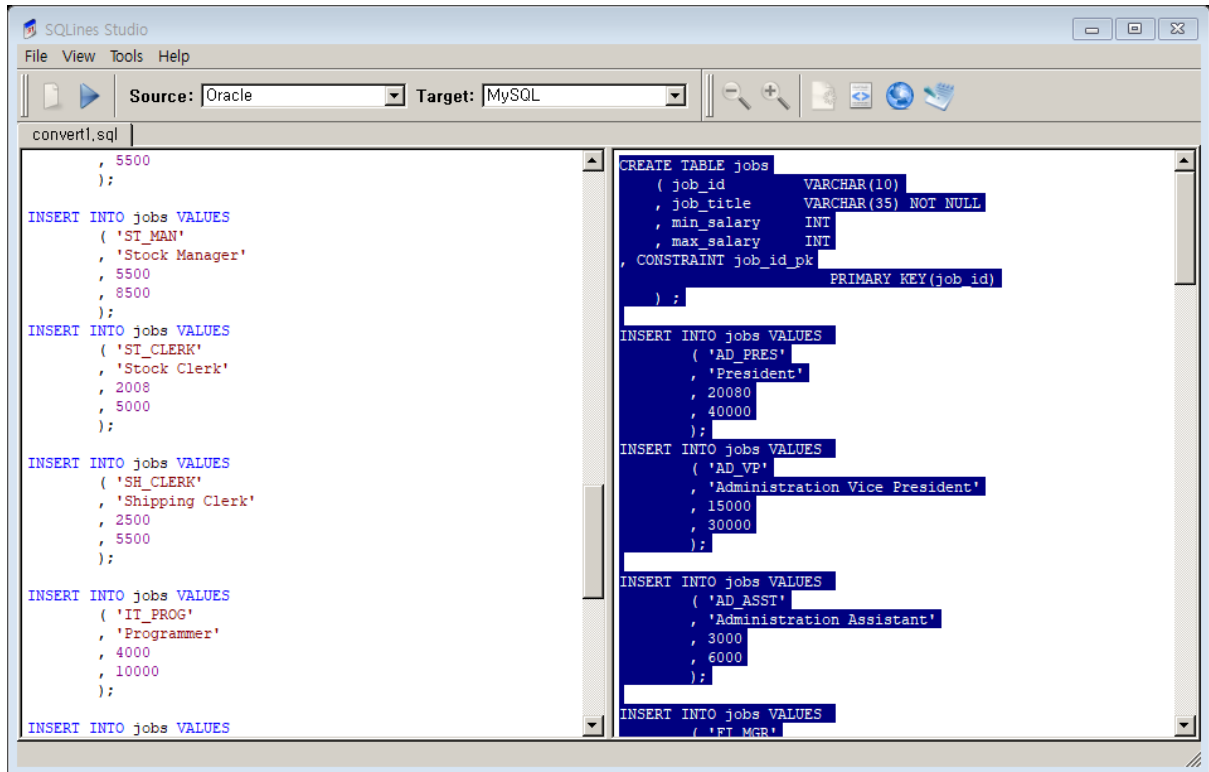 SQLines Studio
File View Tools Help
Source: Oracle Target: MySQL
convert1.sql
, 5500
);
INSERT INTO jobs VALUES
( 'ST_MAN'
, 'Stock Manager'
, 5500
, 8500
);
INSERT INTO jobs VALUES
( 'ST_CLERK'
, 'Stock Clerk'
, 2008
, 5000
);
INSERT INTO jobs VALUES
( 'SH_CLERK'
, 'Shipping Clerk'
, 2500
, 5500
);
INSERT INTO jobs VALUES
( 'IT_PROG'
, 'Programmer'
, 4000
, 10000
);
INSERT INTO jobs VALUES
CREATE TABLE jobs
( job_id VARCHAR(10)
, job_title VARCHAR(35) NOT NULL
, min_salary INT
, max_salary INT
, CONSTRAINT job_id_pk
PRIMARY KEY(job_id)
) ;
INSERT INTO jobs VALUES
( 'AD_PRES'
, 'President'
, 20080
, 40000
);
INSERT INTO jobs VALUES
( 'AD_VP'
, 'Administration Vice President'
, 15000
, 30000
);
INSERT INTO jobs VALUES
( 'AD_ASST'
, 'Administration Assistant'
, 3000
, 6000
);
INSERT INTO jobs VALUES
( 'FI_MGR'